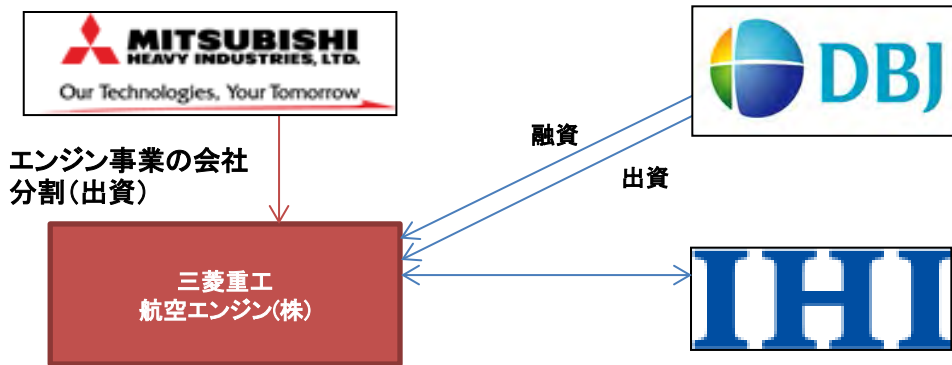 MITSUBISHI
HEAVY INDUSTRIES, LTD.
Our Technologies, Your Tomorrow
DBJ
融資
出資
エンジン事業の会社
分割(出資)
三菱重工
航空エンジン(株)
IHI